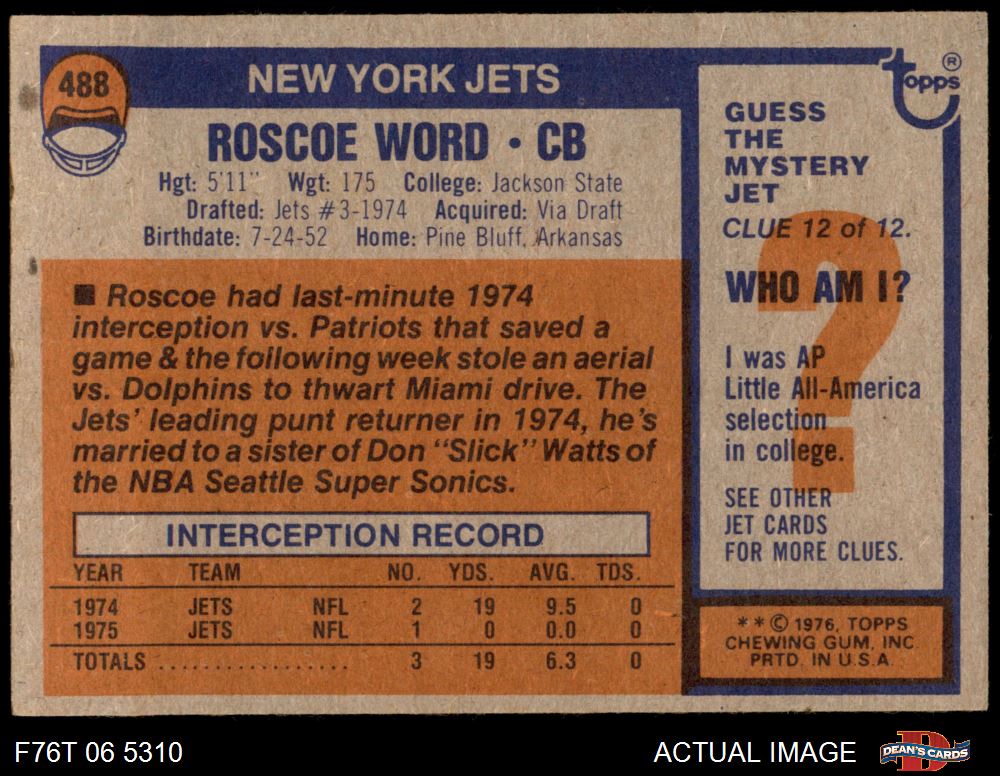 488
NEW YORK JETS
ROSCOE WORD • CB
Hgt: 5'11" Wgt: 175 College: Jackson State
Drafted: Jets #3-1974 Acquired: Via Draft
Birthdate: 7-24-52 Home: Pine Bluff, Arkansas
■ Roscoe had last-minute 1974
interception vs. Patriots that saved a
game & the following week stole an aerial
vs. Dolphins to thwart Miami drive. The
Jets' leading punt returner in 1974, he's
married to a sister of Don "Slick" Watts of
the NBA Seattle Super Sonics.
INTERCEPTION RECORD
YEAR TEAM NO. YDS. AVG. TDS.
1974 JETS NFL 2 19 9.5 0
1975 JETS NFL 1 0 0.0 0
TOTALS .................. 3 19 6.3 0
topps ®
GUESS
THE
MYSTERY
JET
CLUE 12 of 12.
?
WHO AM I?
I was AP
Little All-America
selection
in college.
SEE OTHER
JET CARDS
FOR MORE CLUES.
* * © 1976, TOPPS
CHEWING GUM, INC.
PRTD. IN U.S.A.
F76T 06 5310
ACTUAL IMAGE
D
DEAN'S CARDS